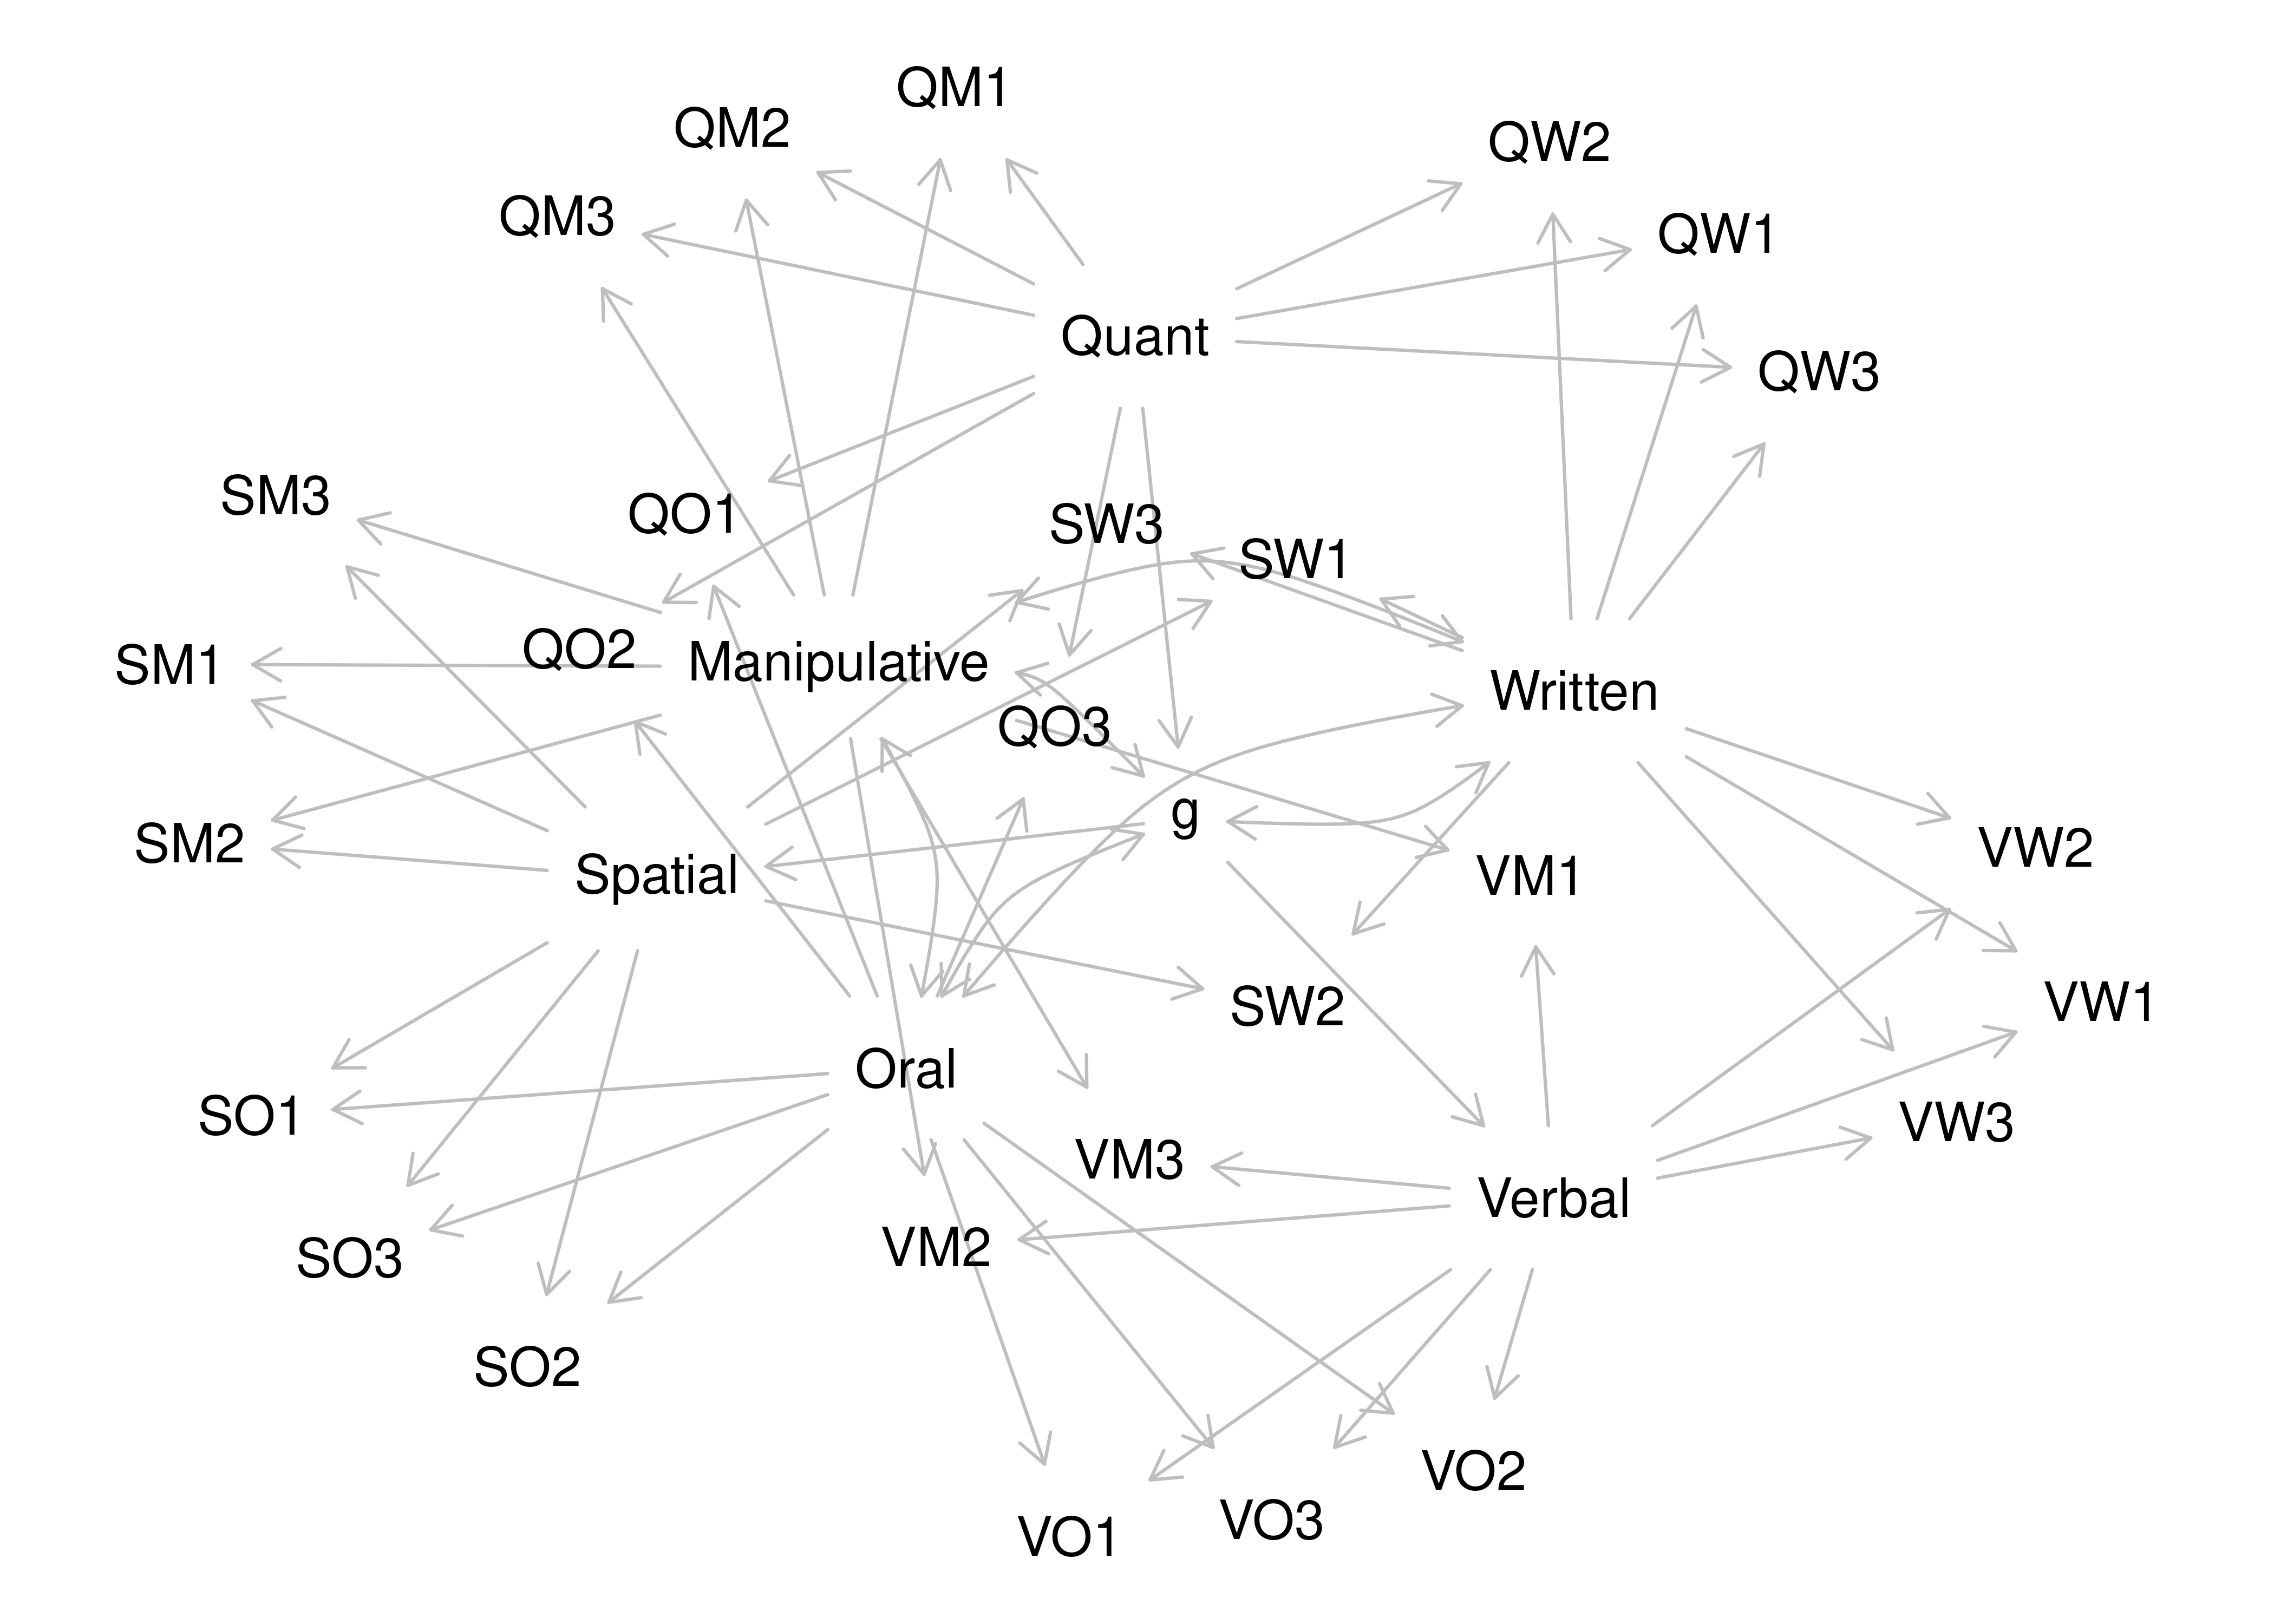 QM1
QM2
QW2
QM3
QW1
Quant
QW3
SM3
QO1
SW3
SW1
QO2
Manipulative
SM1
Written
QO3
g
SM2
Spatial
VM1
VW2
SW2
VW1
Oral
SO1
VW3
VM3
Verbal
VM2
SO3
SO2
VO2
VO3
VO1